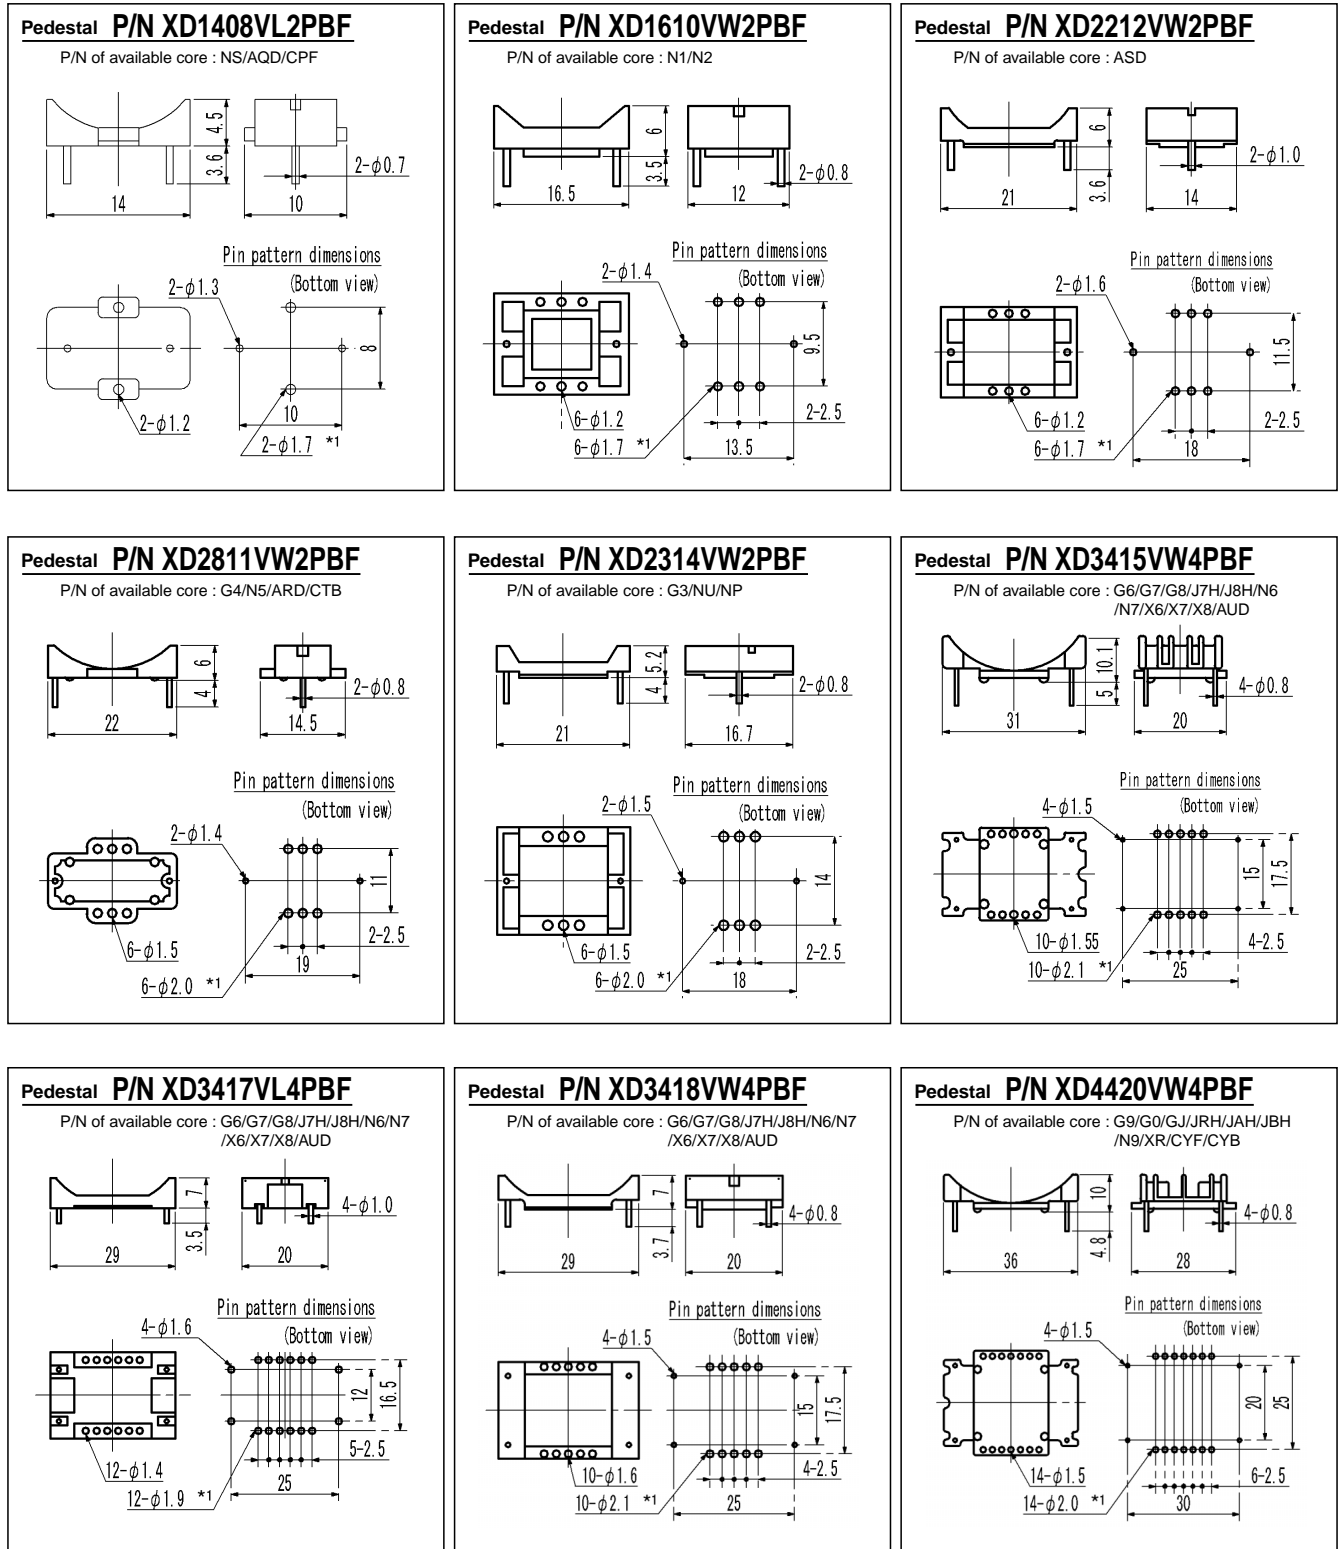 Pedestal P/N XD1408VL2PBF
P/N of available core : NS/AQD/CPF
4.5
3.6
2-φ0.7
14
10
Pin pattern dimensions
(Bottom view)
2-φ1.3
8
10
2-φ1.2
2-φ1.7 *1
Pedestal P/N XD1610VW2PBF
P/N of available core : N1/N2
6
3.5
2-φ0.8
16.5
12
Pin pattern dimensions
(Bottom view)
2-φ1.4
9.5
6-φ1.2
2-2.5
6-φ1.7 *1
13.5
Pedestal P/N XD2212VW2PBF
P/N of available core : ASD
6
3.6
2-φ1.0
21
14
Pin pattern dimensions
(Bottom view)
2-φ1.6
11.5
6-φ1.2
2-2.5
6-φ1.7 *1
18
Pedestal P/N XD2811VW2PBF
P/N of available core : G4/N5/ARD/CTB
6
4
2-φ0.8
22
14.5
Pin pattern dimensions
(Bottom view)
2-φ1.4
11
6-φ1.5
2-2.5
19
6-φ2.0 *1
Pedestal P/N XD2314VW2PBF
P/N of available core : G3/NU/NP
5.2
4
2-φ0.8
21
16.7
Pin pattern dimensions
(Bottom view)
2-φ1.5
14
6-φ1.5
2-2.5
6-φ2.0 *1
18
Pedestal P/N XD3415VW4PBF
P/N of available core : G6/G7/G8/J7H/J8H/N6
/N7/X6/X7/X8/AUD
10.1
5
4-φ0.8
31
20
Pin pattern dimensions
(Bottom view)
4-φ1.5
15
17.5
10-φ1.55
4-2.5
10-φ2.1 *1
25
Pedestal P/N XD3417VL4PBF
P/N of available core : G6/G7/G8/J7H/J8H/N6/N7
/X6/X7/X8/AUD
7
3.5
4-φ1.0
29
20
Pin pattern dimensions
(Bottom view)
4-φ1.6
12
16.5
5-2.5
12-φ1.4
25
12-φ1.9 *1
Pedestal P/N XD3418VW4PBF
P/N of available core : G6/G7/G8/J7H/J8H/N6/N7
/X6/X7/X8/AUD
7
3.7
4-φ0.8
29
20
Pin pattern dimensions
(Bottom view)
4-φ1.5
15
17.5
10-φ1.6
4-2.5
10-φ2.1 *1
25
Pedestal P/N XD4420VW4PBF
P/N of available core : G9/G0/GJ/JRH/JAH/JBH
/N9/XR/CYF/CYB
10
4.8
4-φ0.8
36
28
Pin pattern dimensions
(Bottom view)
4-φ1.5
20
25
14-φ1.5
6-2.5
14-φ2.0 *1
30